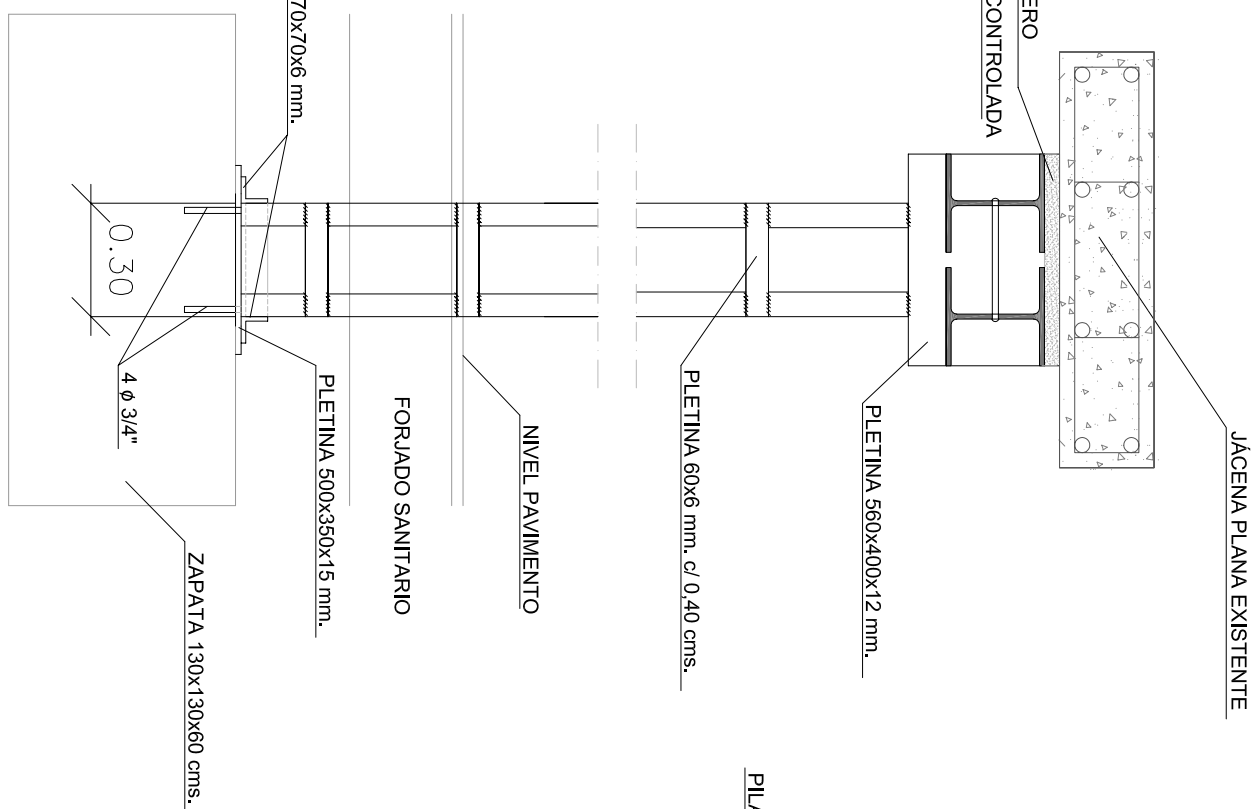 JÁCENA PLANA EXISTENTE
ERO
CONTROLADA
PLETINA 560x400x12 mm.
PILA
PLETINA 60x6 mm. c/ 0,40 cms.
NIVEL PAVIMENTO
FORJADO SANITARIO
70x70x6 mm.
PLETINA 500x350x15 mm.
ZAPATA 130x130x60 cms.
4 ϕ 3/4"
0.30